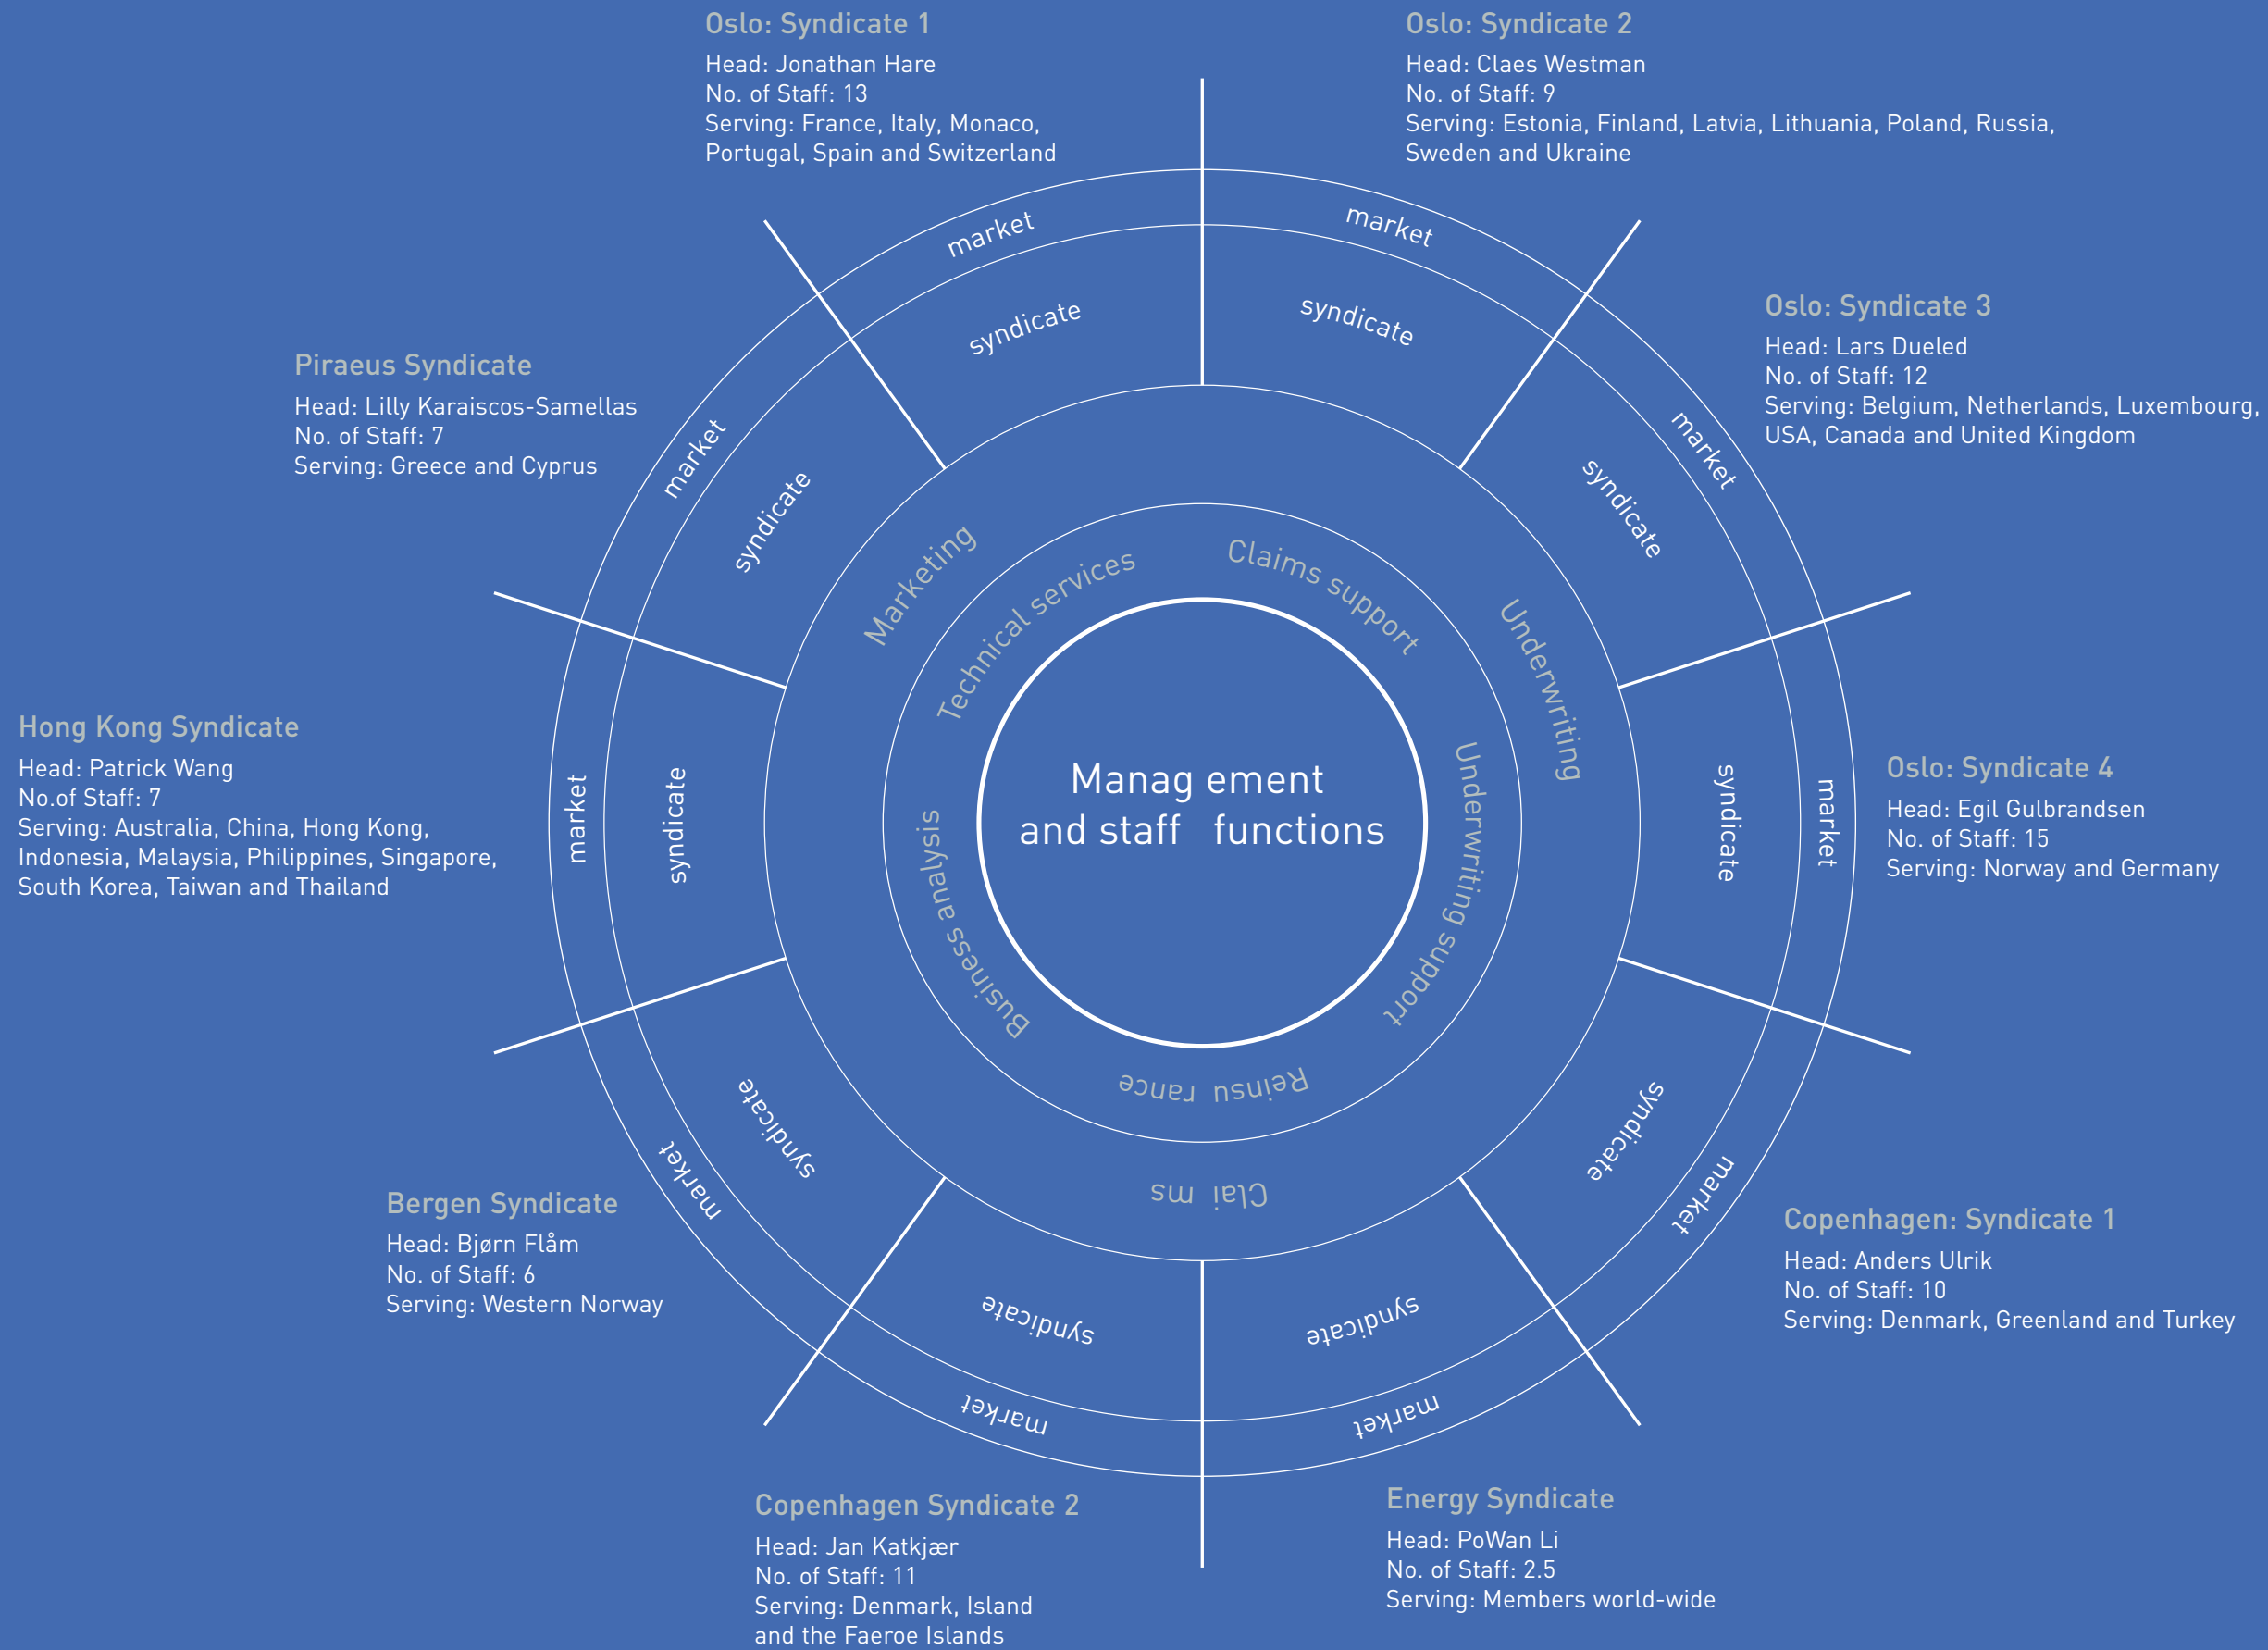 Oslo: Syndicate 1
Head: Jonathan Hare
No. of Staff: 13
Serving: France, Italy, Monaco,
Portugal, Spain and Switzerland
Oslo: Syndicate 2
Head: Claes Westman
No. of Staff: 9
Serving: Estonia, Finland, Latvia, Lithuania, Poland, Russia,
Sweden and Ukraine
Oslo: Syndicate 3
Head: Lars Dueled
No. of Staff: 12
Serving: Belgium, Netherlands, Luxembourg,
USA, Canada and United Kingdom
Oslo: Syndicate 4
Head: Egil Gulbrandsen
No. of Staff: 15
Serving: Norway and Germany
Copenhagen: Syndicate 1
Head: Anders Ulrik
No. of Staff: 10
Serving: Denmark, Greenland and Turkey
Energy Syndicate
Head: PoWan Li
No. of Staff: 2.5
Serving: Members world-wide
Copenhagen Syndicate 2
Head: Jan Katkjær
No. of Staff: 11
Serving: Denmark, Island
and the Faeroe Islands
Bergen Syndicate
Head: Bjørn Flåm
No. of Staff: 6
Serving: Western Norway
Hong Kong Syndicate
Head: Patrick Wang
No.of Staff: 7
Serving: Australia, China, Hong Kong,
Indonesia, Malaysia, Philippines, Singapore,
South Korea, Taiwan and Thailand
Piraeus Syndicate
Head: Lilly Karaiscos-Samellas
No. of Staff: 7
Serving: Greece and Cyprus
market
market
market
market
market
market
market
market
market
market
syndicate
syndicate
syndicate
syndicate
syndicate
syndicate
syndicate
syndicate
syndicate
syndicate
Marketing
Underwriting
Clai ms
Technical services
Claims support
Underwriting support
Reinsu rance
Business analysis
Manag ement
and staff functions